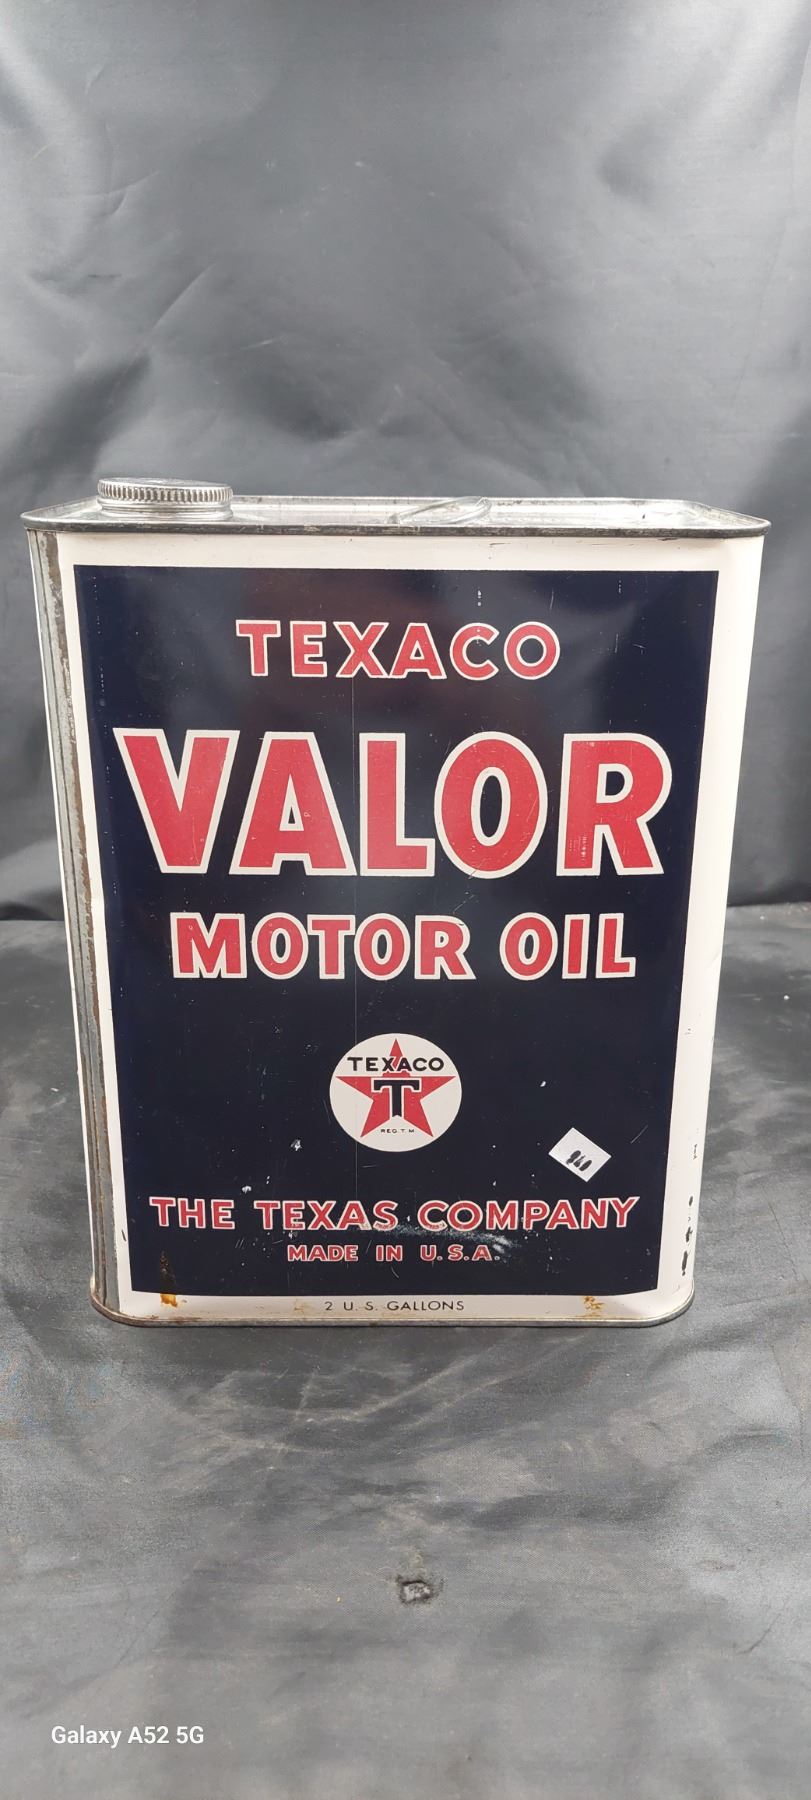 TEXACO
VALOR
MOTOR OIL
TEXACO
T
REG. T.M.
THE TEXAS COMPANY
MADE IN U.S.A.
2 U.S. GALLONS
Galaxy A52 5G